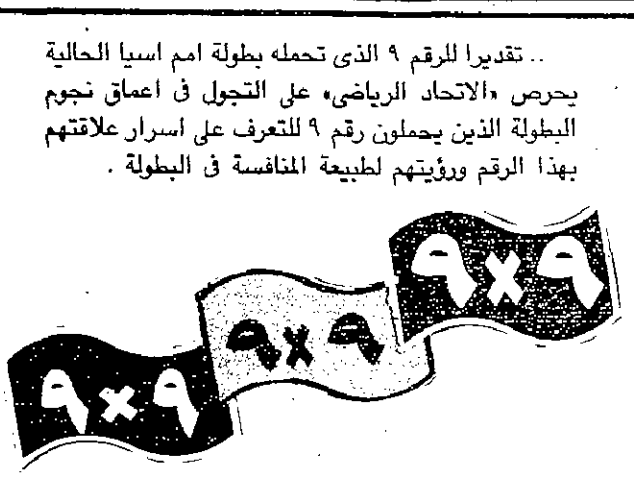 .. تقديرا للرقم ٩ الذى تحمله بطولة امم اسيا الحالية
يحرص «الاتحاد الرياضى» على التجول فى اعماق نجوم
البطولة الذين يحملون رقم ٩ للتعرف على اسرار علاقتهم
بهذا الرقم ورؤيتهم لطبيعة المنافسة فى البطولة .
٩×٩
٩×٩
٩×٩